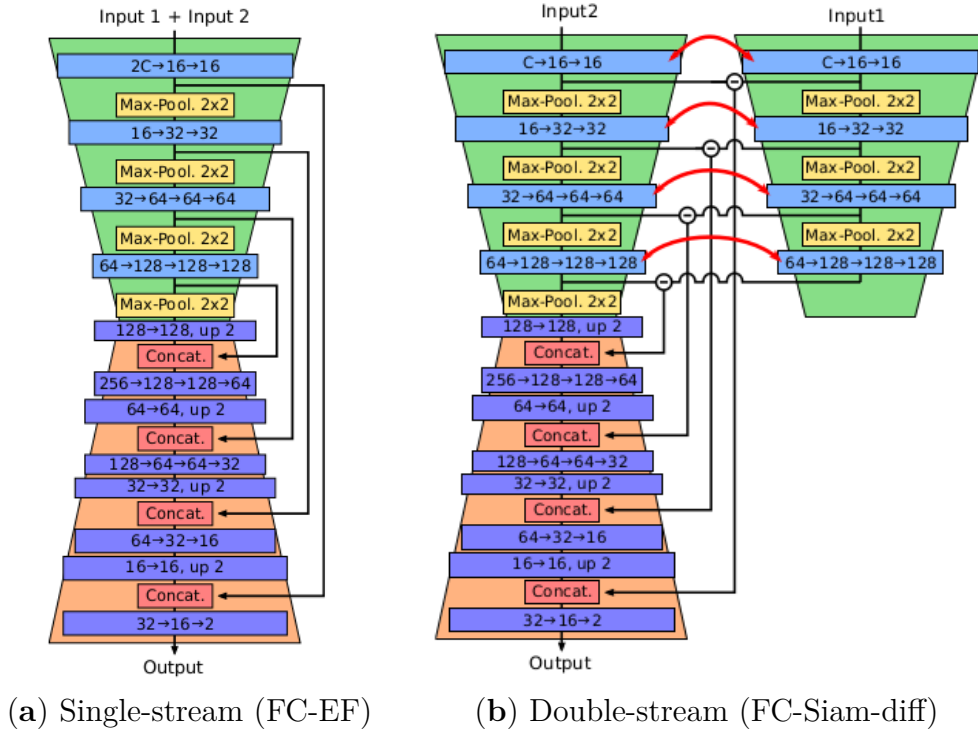 Input 1 + Input 2
2C→16→16
Max-Pool. 2x2
16→32→32
Max-Pool. 2x2
32→64→64→64
Max-Pool. 2x2
64→128→128→128
Max-Pool. 2x2
128→128, up 2
Concat.
256→128→128→64
64→64, up 2
Concat.
128→64→64→32
32→32, up 2
Concat.
64→32→16
16→16, up 2
Concat.
32→16→2
Output
(a) Single-stream (FC-EF)
Input2
C→16→16
Max-Pool. 2x2
16→32→32
Max-Pool. 2x2
32→64→64→64
Max-Pool. 2x2
64→128→128→128
Max-Pool. 2x2
128→128, up 2
Concat.
256→128→128→64
64→64, up 2
Concat.
128→64→64→32
32→32, up 2
Concat.
64→32→16
16→16, up 2
Concat.
32→16→2
Output
Input1
C→16→16
Max-Pool. 2x2
16→32→32
Max-Pool. 2x2
32→64→64→64
Max-Pool. 2x2
64→128→128→128
(b) Double-stream (FC-Siam-diff)